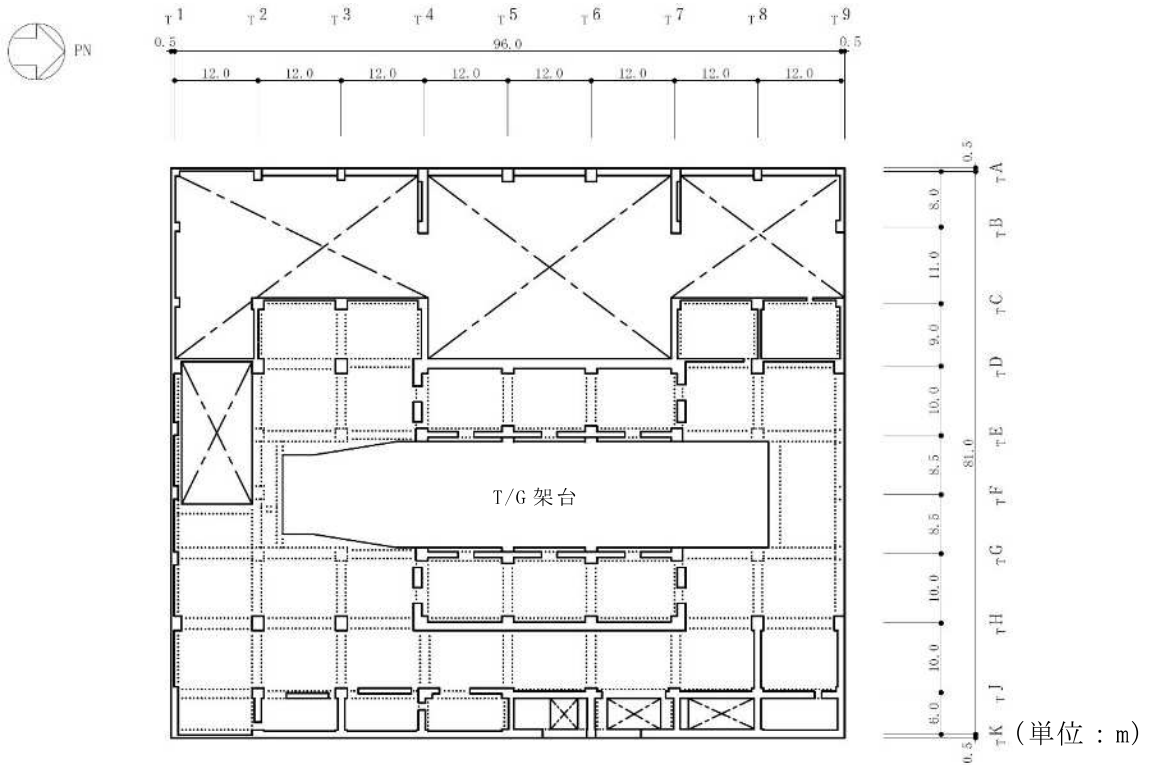 T1 T2 T3 T4 T5 T6 T7 T8 T9
PN
0.5 96.0 0.5
12.0 12.0 12.0 12.0 12.0 12.0 12.0 12.0
0.5
TA
8.0
TB
11.0
TC
9.0
TD
10.0
TE
8.5
81.0
T/G 架台
TF
8.5
TG
10.0
TH
10.0
TJ
6.0
TK
(単位：m)
0.5